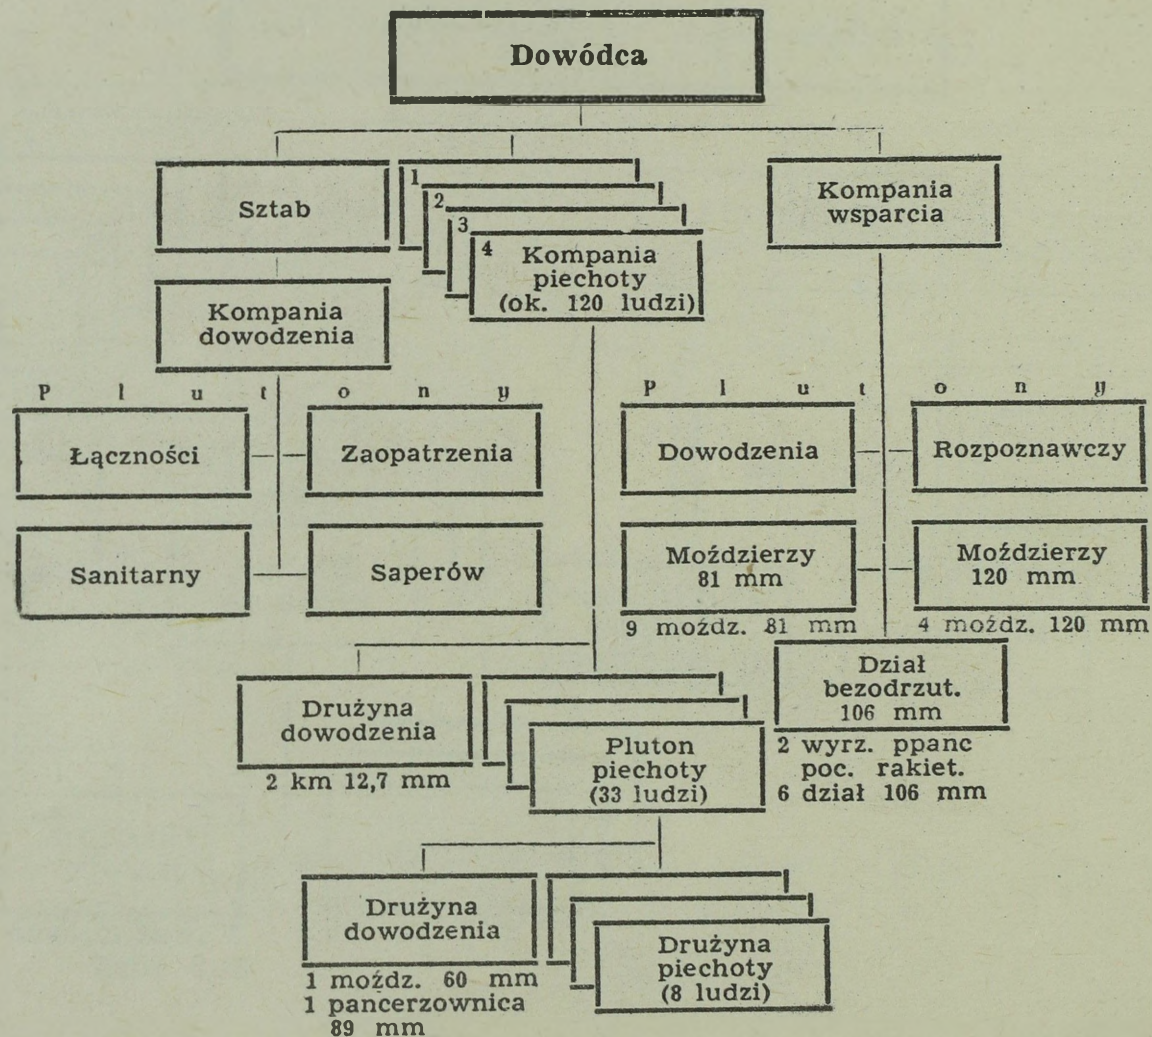 Dowódca
Sztab
1
2
3
4 Kompania
piechoty
(ok. 120 ludzi)
Kompania
wsparcia
Kompania
dowodzenia
P l u t o n y
Łączności
Zaopatrzenia
Sanitarny
Saperów
P l u t o n y
Dowodzenia
Rozpoznawczy
Moździerzy
81 mm
9 moźdz. 81 mm
Moździerzy
120 mm
4 moźdz. 120 mm
Dział
bezodrzut.
106 mm
2 wyrz. ppanc
poc. rakiet.
6 dział 106 mm
Drużyna
dowodzenia
2 km 12,7 mm
Pluton
piechoty
(33 ludzi)
Drużyna
dowodzenia
1 moźdz. 60 mm
1 pancerzownica
89 mm
Drużyna
piechoty
(8 ludzi)